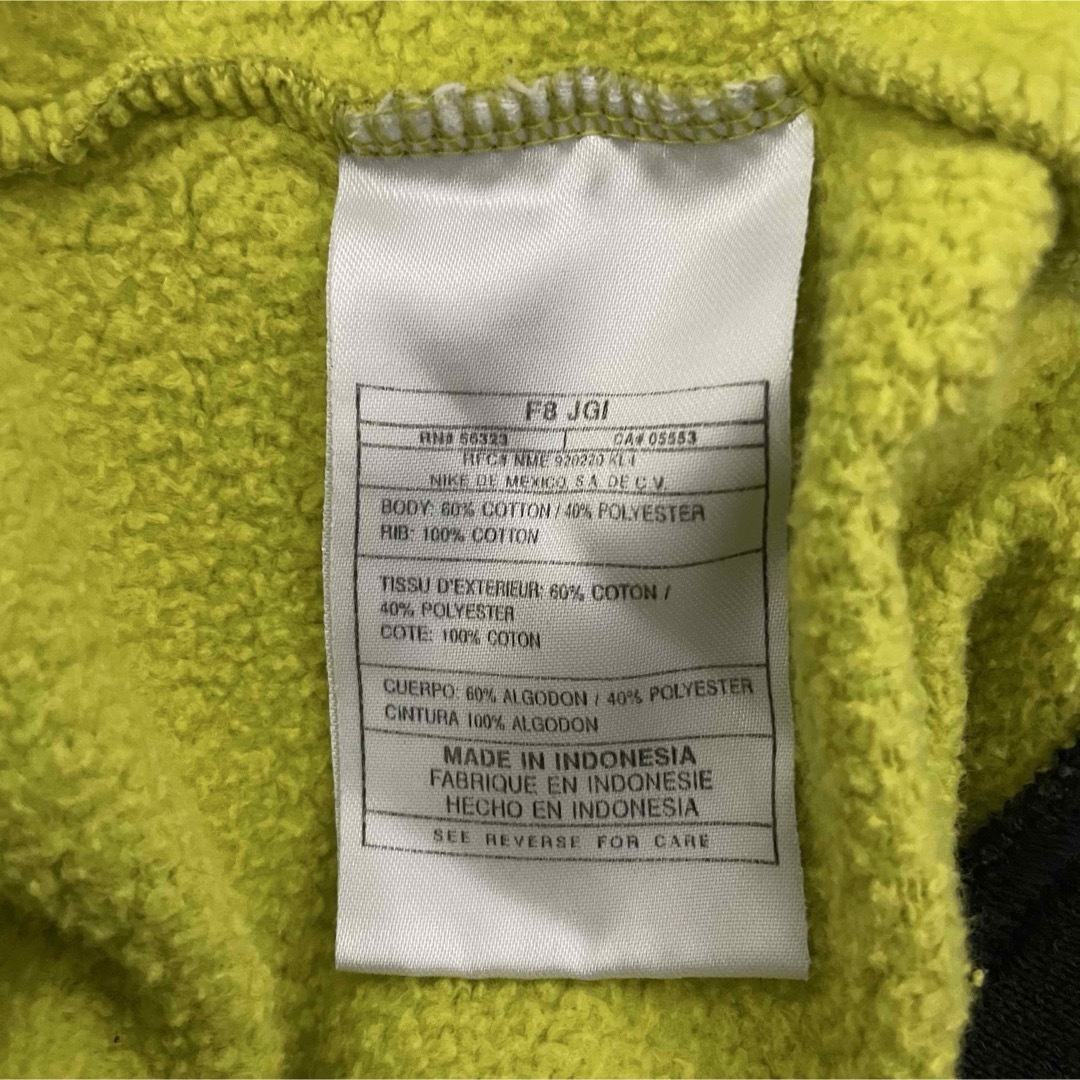 F8 JGI
RN# 56323 CA# 05553
RFC# NME 920220 KL4
NIKE DE MEXICO, S.A. DE C.V.
BODY: 60% COTTON / 40% POLYESTER
RIB: 100% COTTON
TISSU D'EXTERIEUR: 60% COTON /
40% POLYESTER
COTE: 100% COTON
CUERPO: 60% ALGODON / 40% POLYESTER
CINTURA 100% ALGODON
MADE IN INDONESIA
FABRIQUE EN INDONESIE
HECHO EN INDONESIA
SEE REVERSE FOR CARE